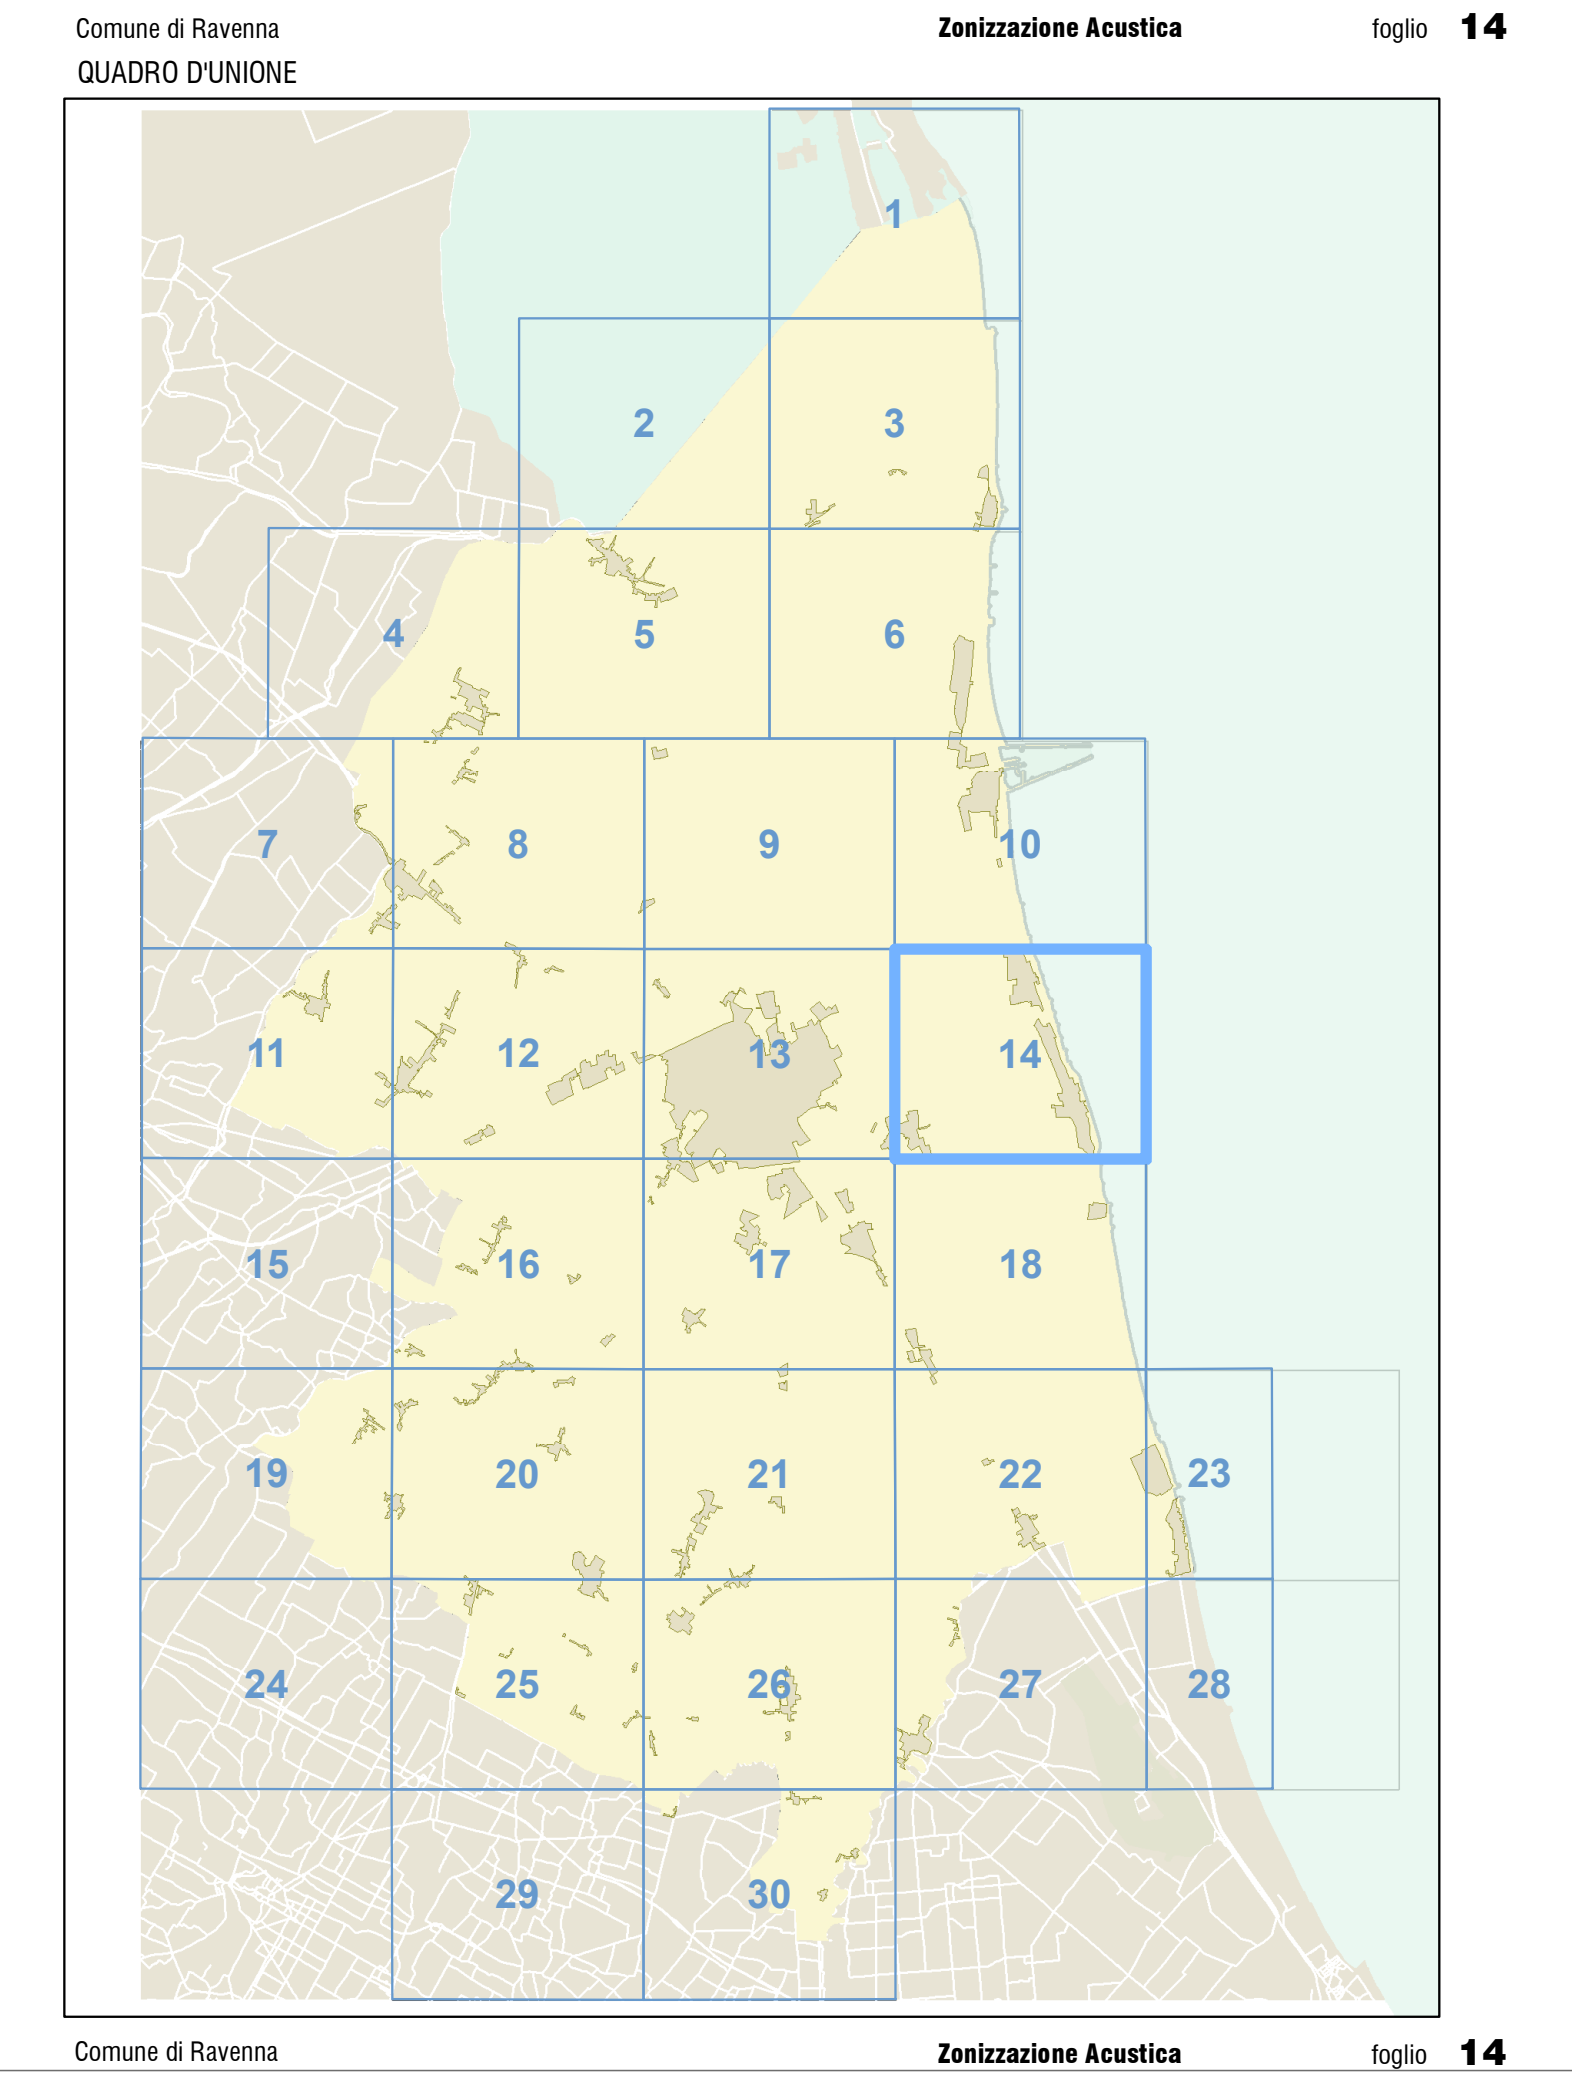 Comune di Ravenna Zonizzazione Acustica foglio 14
QUADRO D'UNIONE
1
2 3
4 5 6
7 8 9 10
11 12 13 14
15 16 17 18
19 20 21 22 23
24 25 26 27 28
29 30
Comune di Ravenna Zonizzazione Acustica foglio 14